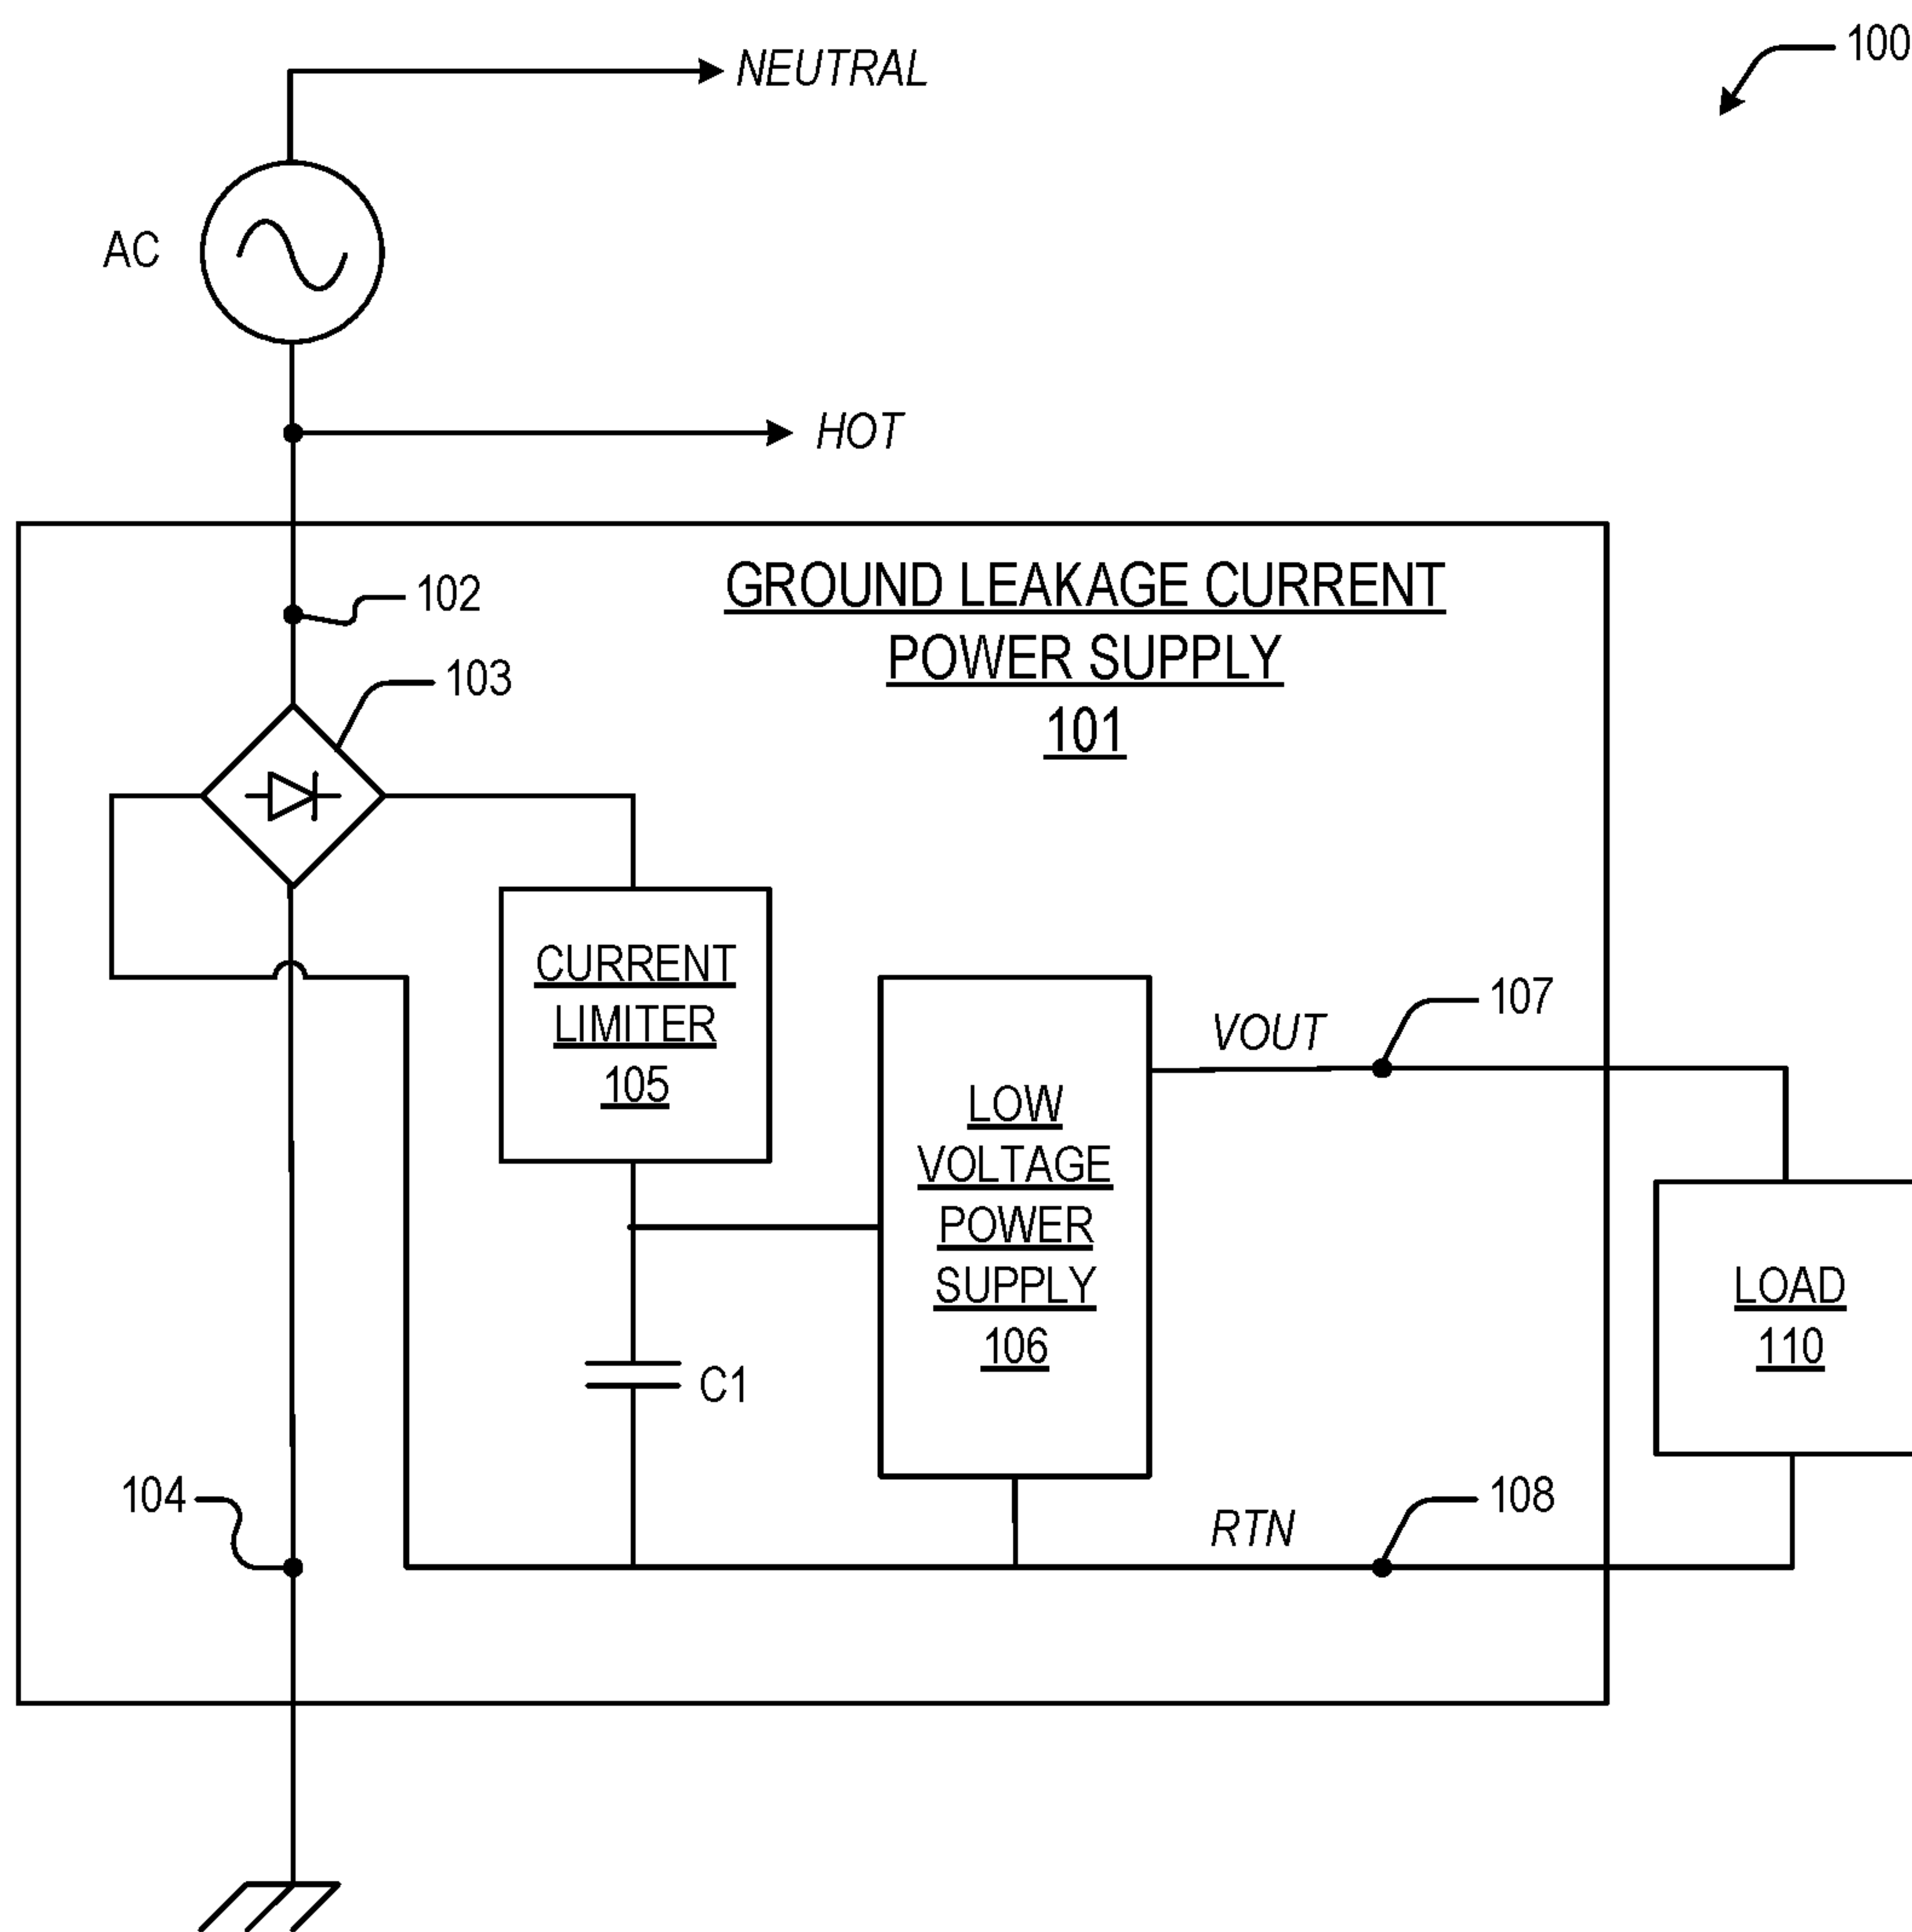 100
NEUTRAL
AC
HOT
102
GROUND LEAKAGE CURRENT
POWER SUPPLY
101
103
CURRENT
LIMITER
105
107
VOUT
LOW
VOLTAGE
POWER
SUPPLY
106
LOAD
110
C1
104
RTN
108